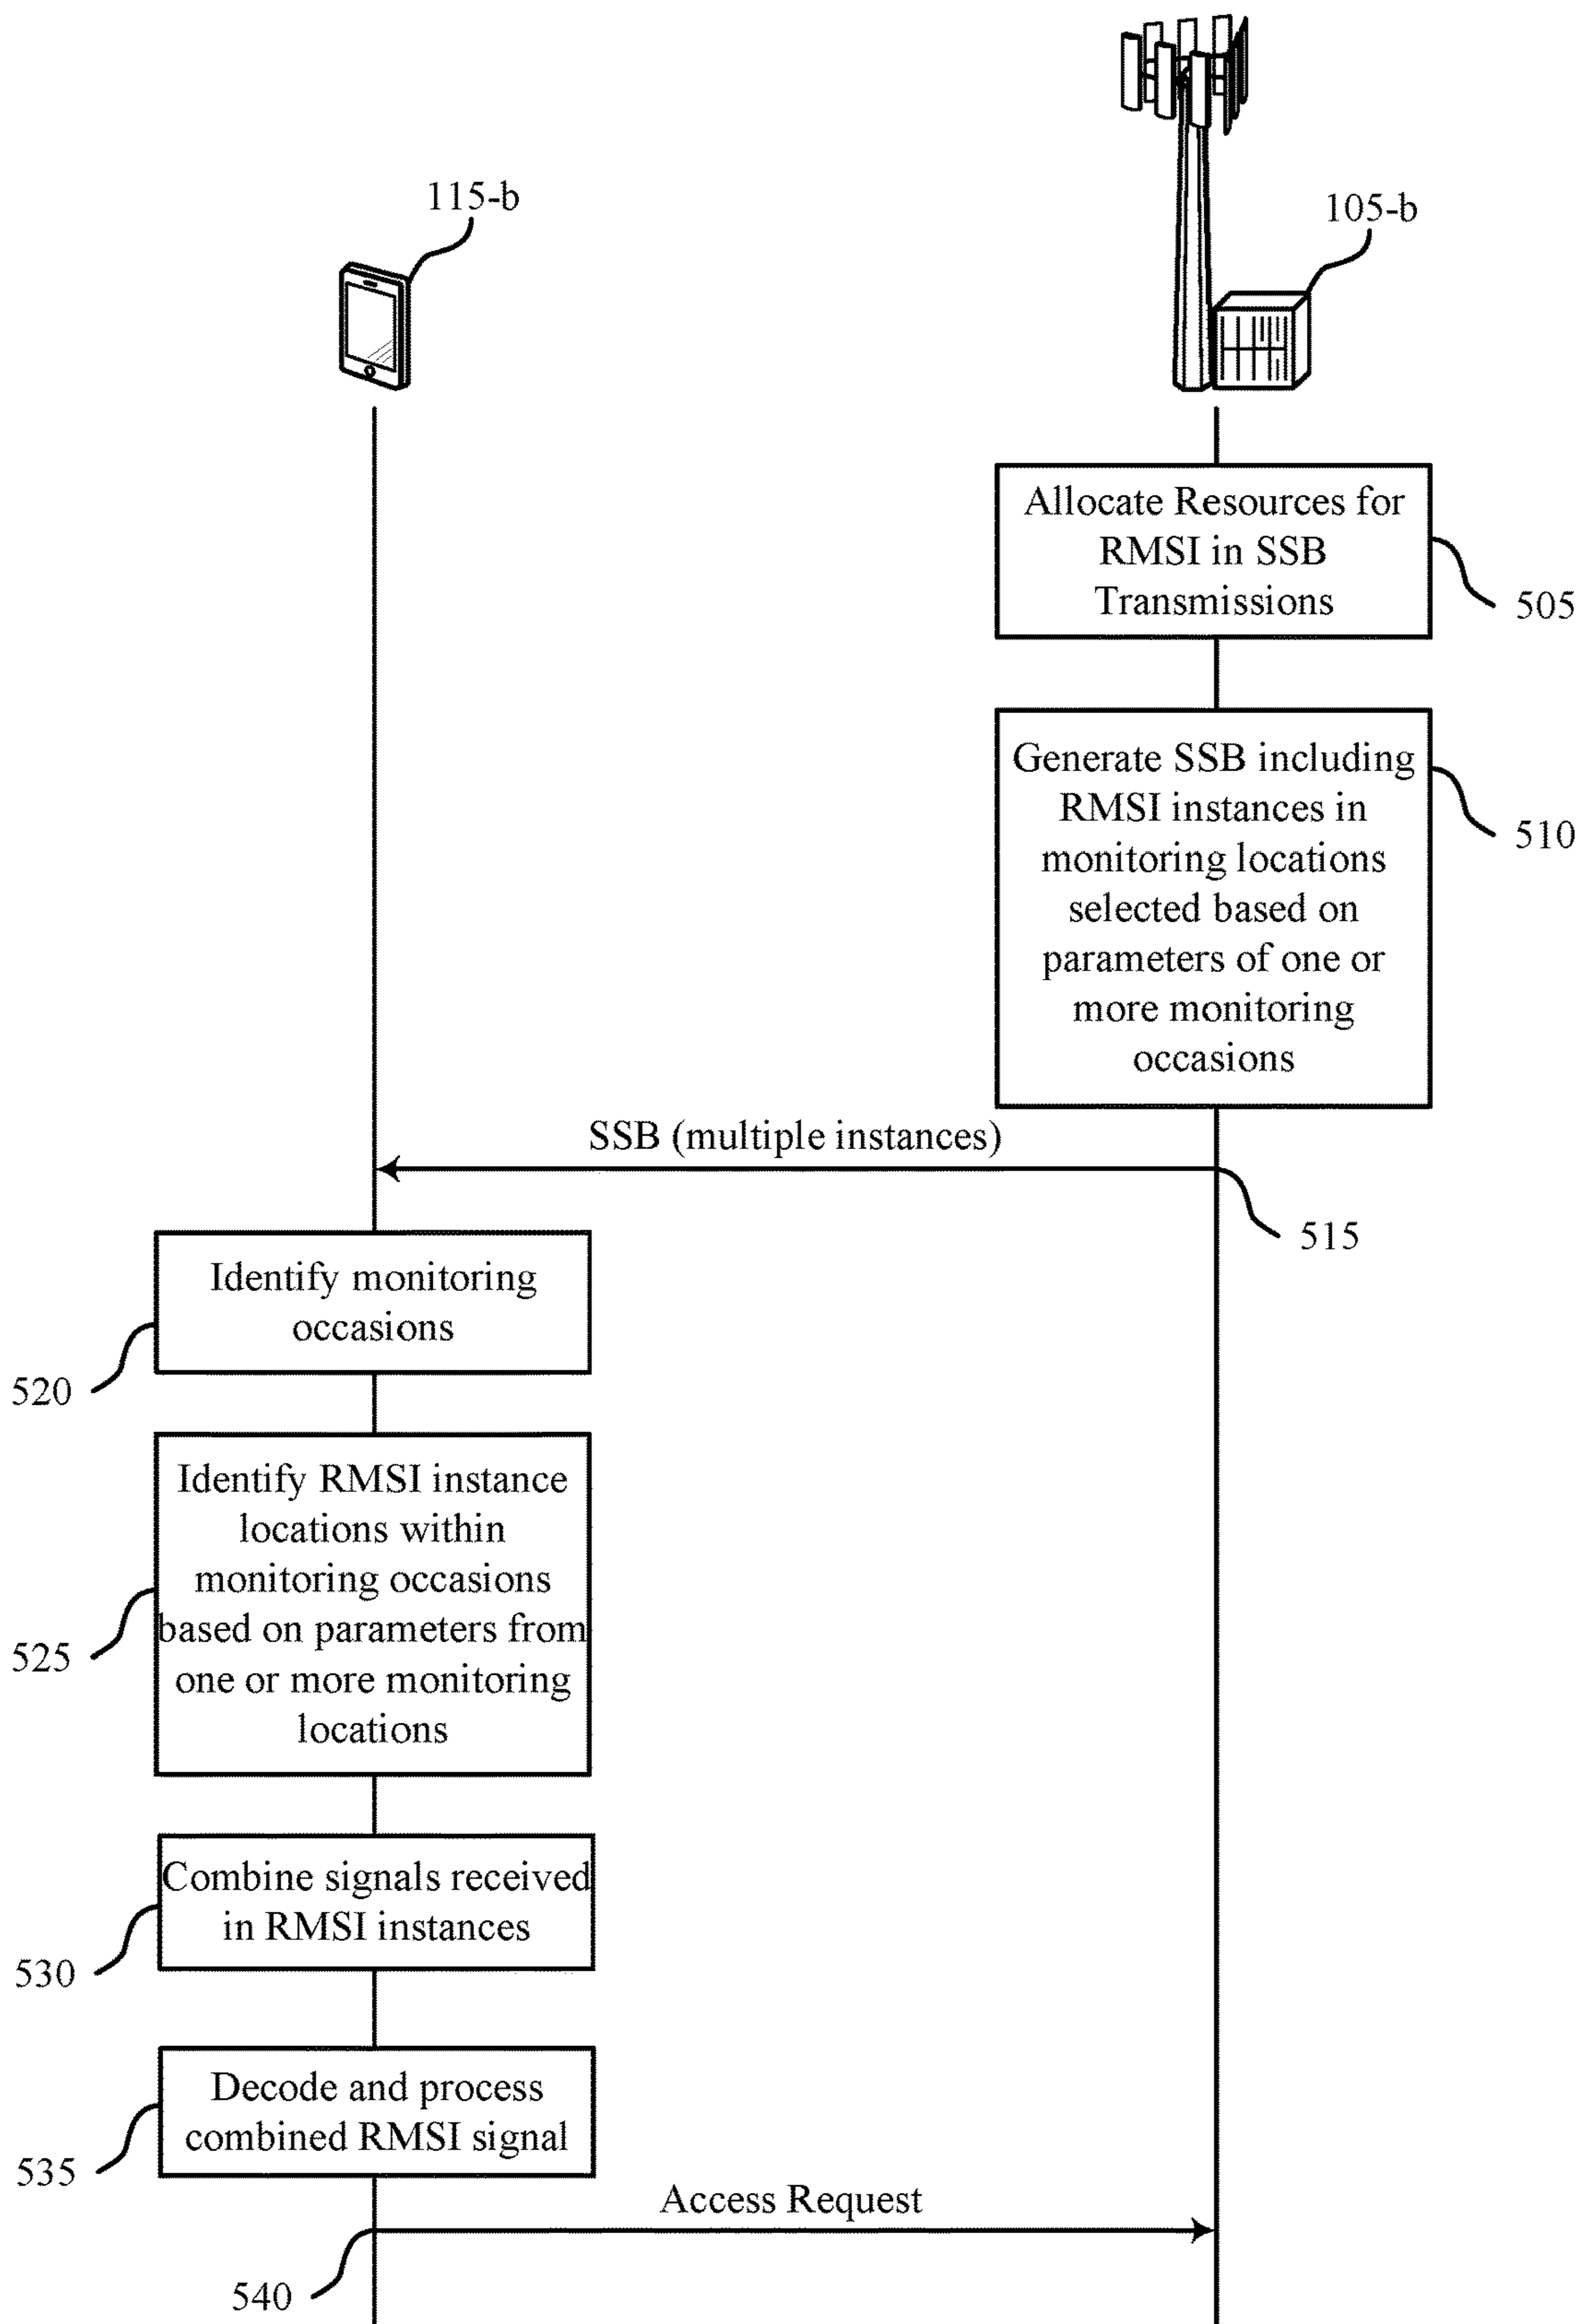 115-b
105-b
Allocate Resources for
RMSI in SSB
Transmissions
505
Generate SSB including
RMSI instances in
monitoring locations
selected based on
parameters of one or
more monitoring
occasions
510
SSB (multiple instances)
515
Identify monitoring
occasions
520
Identify RMSI instance
locations within
monitoring occasions
based on parameters from
one or more monitoring
locations
525
Combine signals received
in RMSI instances
530
Decode and process
combined RMSI signal
535
Access Request
540